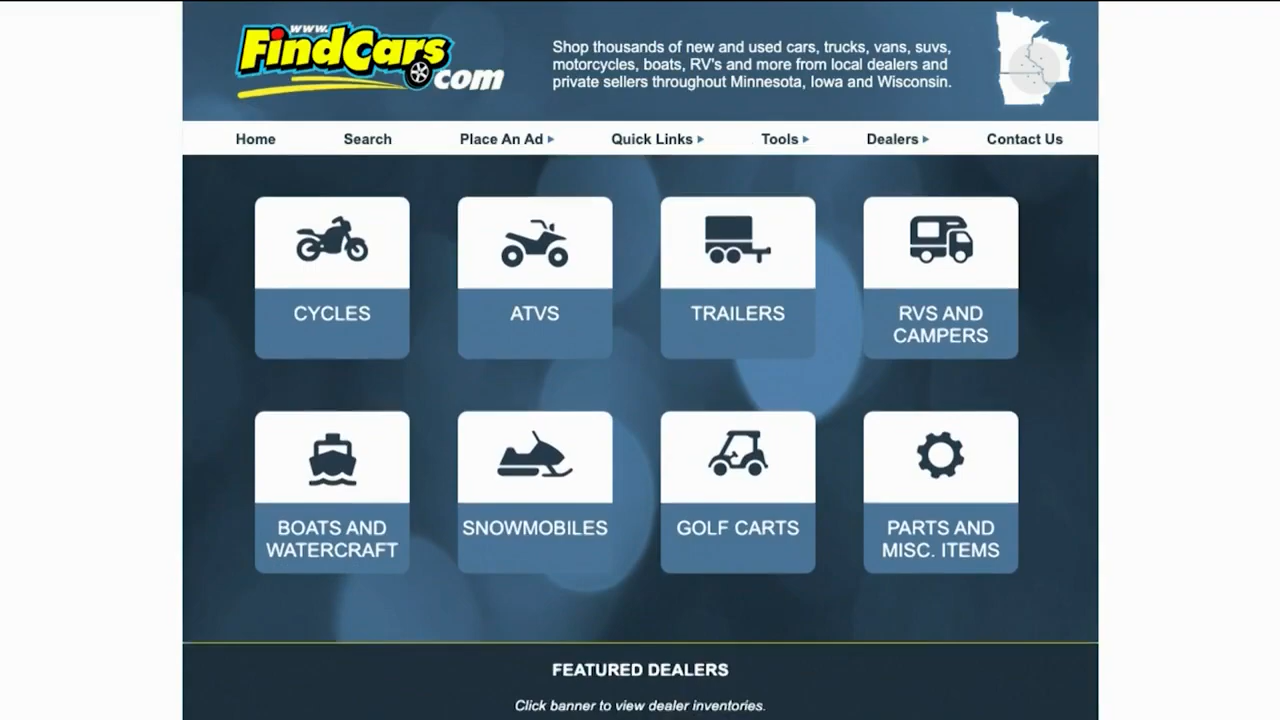 www.
FindCars
.com
Shop thousands of new and used cars, trucks, vans, suvs,
motorcycles, boats, RV's and more from local dealers and
private sellers throughout Minnesota, Iowa and Wisconsin.
Home Search Place An Ad Quick Links Tools Dealers Contact Us
CYCLES
ATVS
TRAILERS
RVS AND
CAMPERS
BOATS AND
WATERCRAFT
SNOWMOBILES
GOLF CARTS
PARTS AND
MISC. ITEMS
FEATURED DEALERS
Click banner to view dealer inventories.